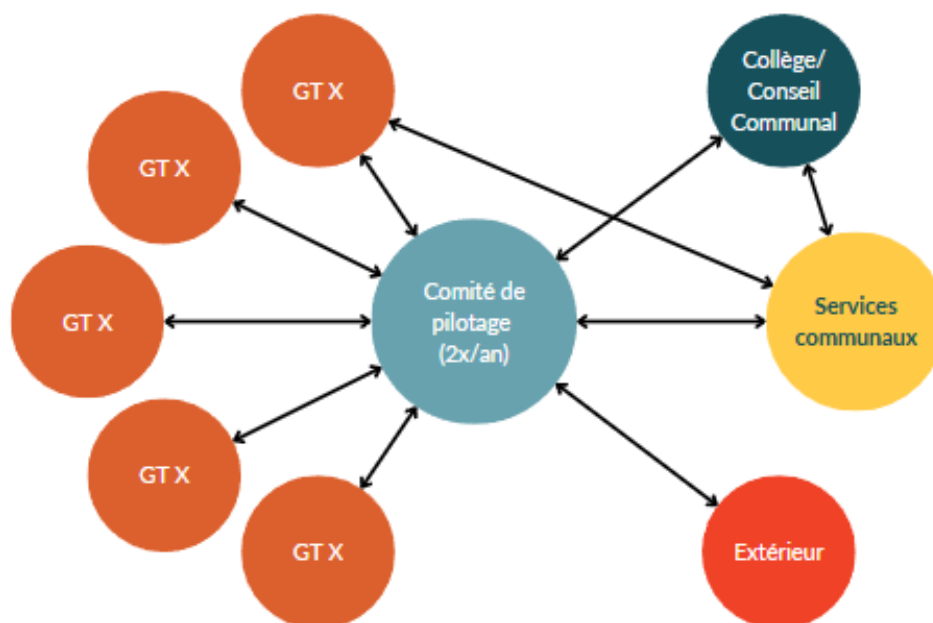 GT X
Collège/
Conseil
Communal
GT X
GT X
Comité de
pilotage
(2x/an)
Services
communaux
GT X
GT X
Extérieur